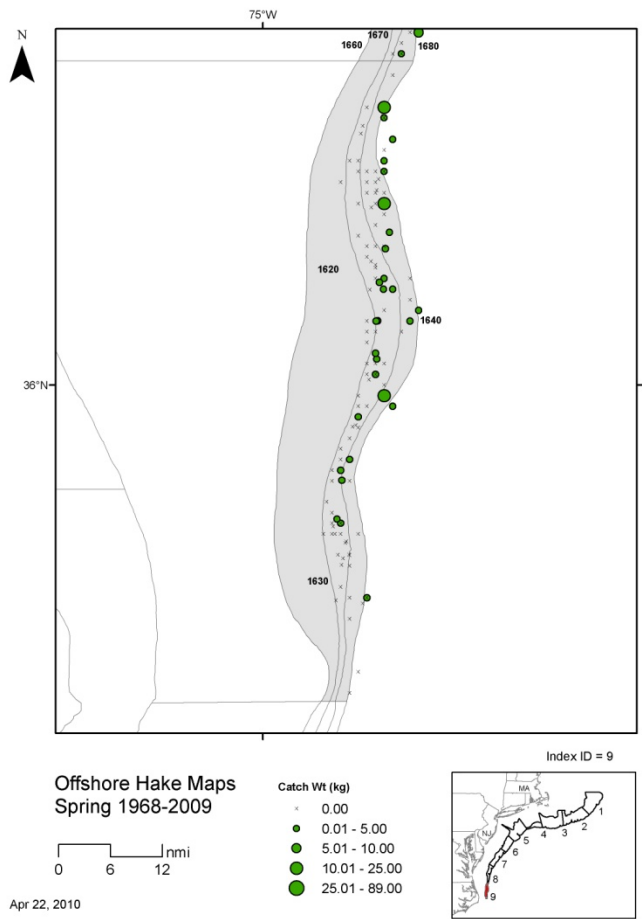 75°W
N
1670
1660
1680
1620
1640
36°N
1630
Index ID = 9
Offshore Hake Maps
Spring 1968-2009
Catch Wt (kg)
0.00
0.01 - 5.00
5.01 - 10.00
10.01 - 25.00
25.01 - 89.00
0 6 12 nmi
MA
NJ
1
2
3
4
5
6
7
8
9
Apr 22, 2010